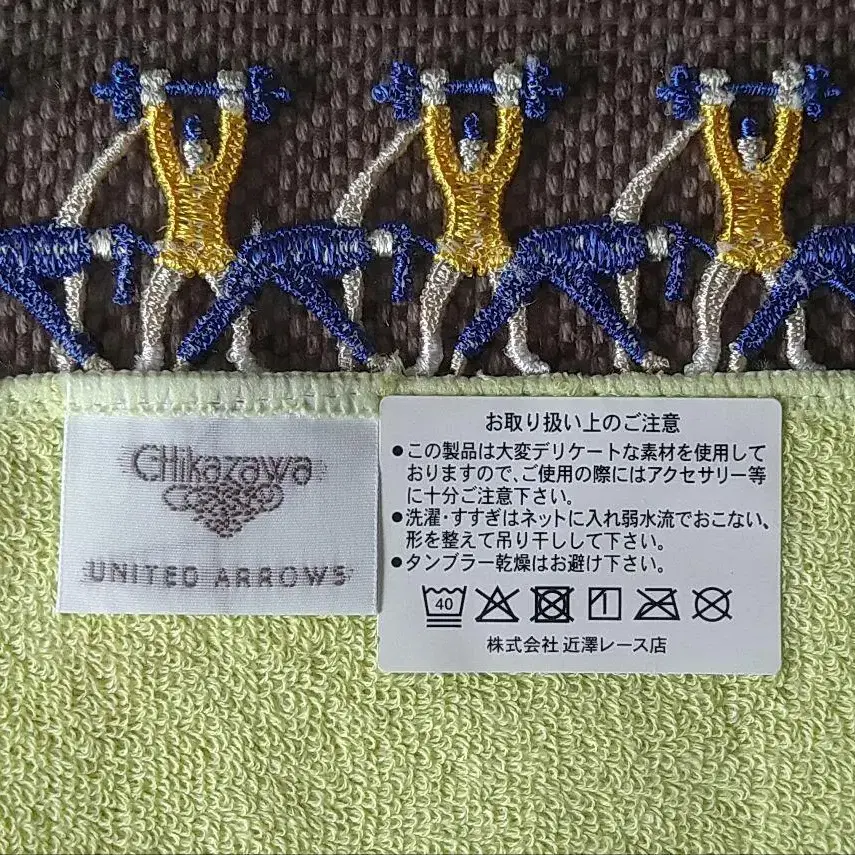 CHikazawa
UNITED ARROWS
お取り扱い上のご注意
●この製品は大変デリケートな素材を使用して
おりますので、ご使用の際にはアクセサリー等
に十分ご注意下さい。
●洗濯・すすぎはネットに入れ弱水流でおこない、
形を整えて吊り干しして下さい。
●タンブラー乾燥はお避け下さい。
40
株式会社 近澤レース店